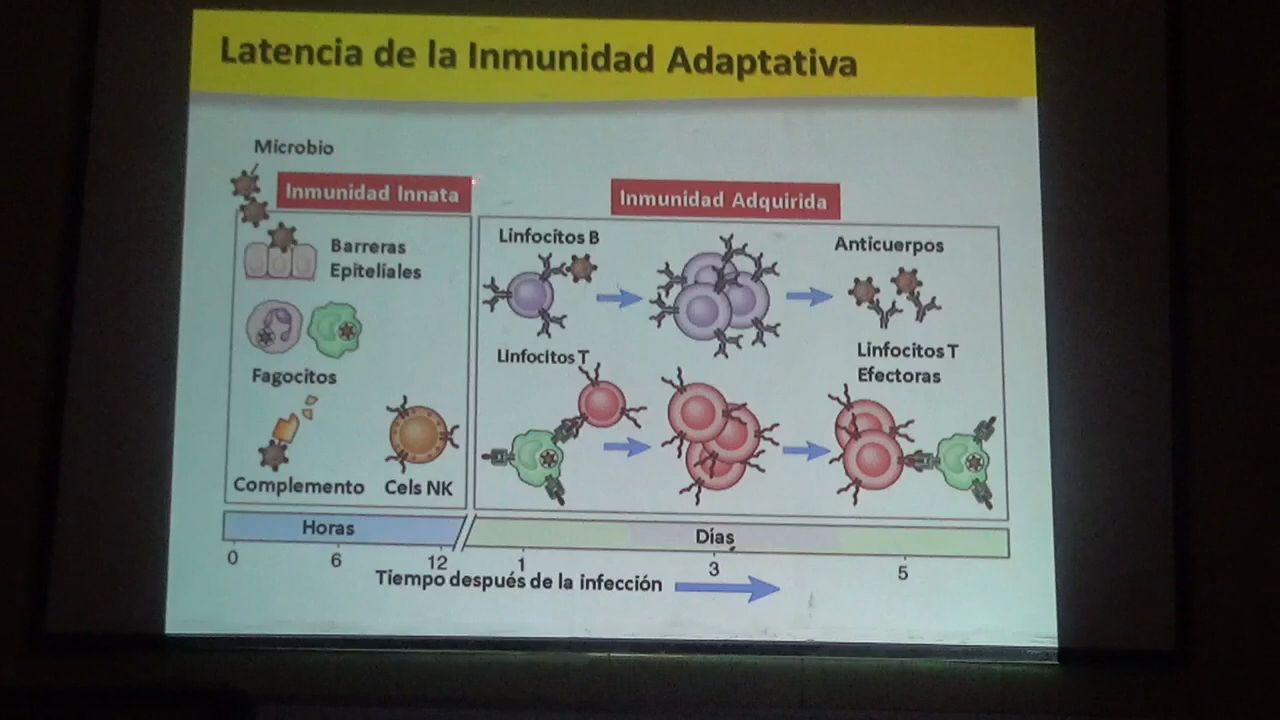 Latencia de la Inmunidad Adaptativa
Microbio
Inmunidad Innata
Barreras
Epiteliales
Fagocitos
Complemento
Cels NK
Inmunidad Adquirida
Linfocitos B
Anticuerpos
Linfocitos T
Linfocitos T
Efectoras
Horas
Días
0
6
12
1
3
5
Tiempo después de la infección